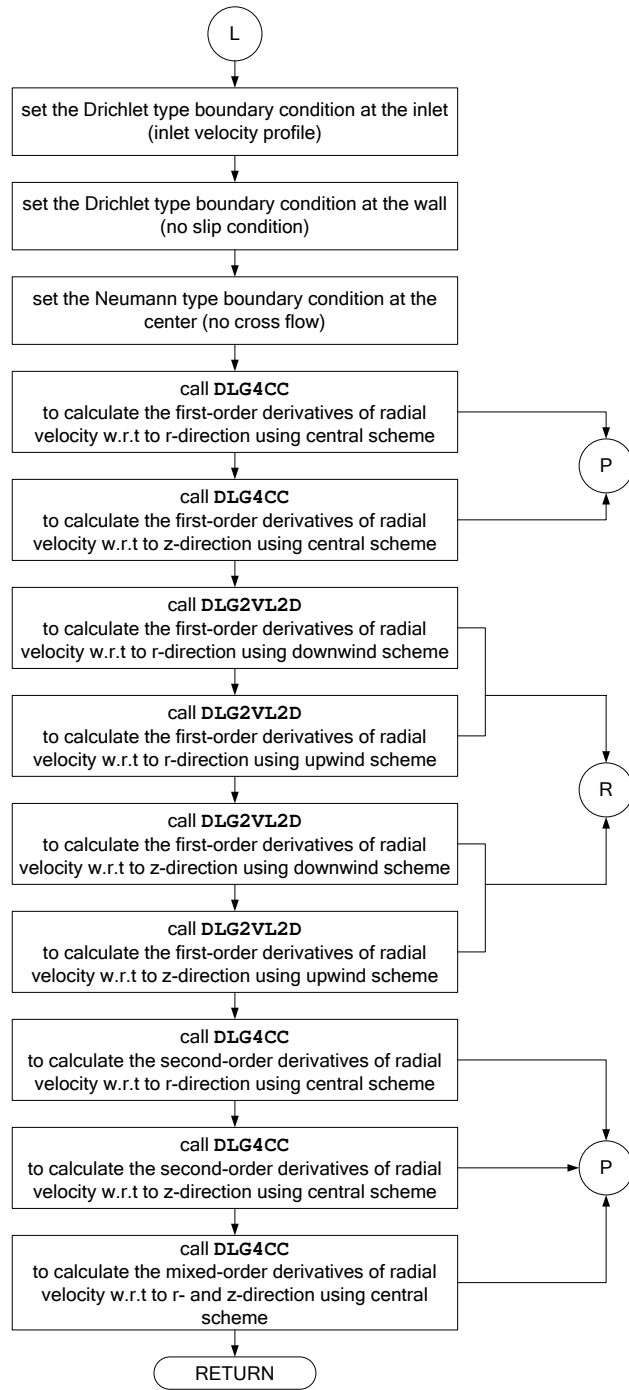 L
set the Drichlet type boundary condition at the inlet
(inlet velocity profile)
set the Drichlet type boundary condition at the wall
(no slip condition)
set the Neumann type boundary condition at the
center (no cross flow)
call DLG4CC
to calculate the first-order derivatives of radial
velocity w.r.t to r-direction using central scheme
P
call DLG4CC
to calculate the first-order derivatives of radial
velocity w.r.t to z-direction using central scheme
call DLG2VL2D
to calculate the first-order derivatives of radial
velocity w.r.t to r-direction using downwind scheme
call DLG2VL2D
to calculate the first-order derivatives of radial
velocity w.r.t to r-direction using upwind scheme
R
call DLG2VL2D
to calculate the first-order derivatives of radial
velocity w.r.t to z-direction using downwind scheme
call DLG2VL2D
to calculate the first-order derivatives of radial
velocity w.r.t to z-direction using upwind scheme
call DLG4CC
to calculate the second-order derivatives of radial
velocity w.r.t to r-direction using central scheme
call DLG4CC
to calculate the second-order derivatives of radial
velocity w.r.t to z-direction using central scheme
P
call DLG4CC
to calculate the mixed-order derivatives of radial
velocity w.r.t to r- and z-direction using central
scheme
RETURN